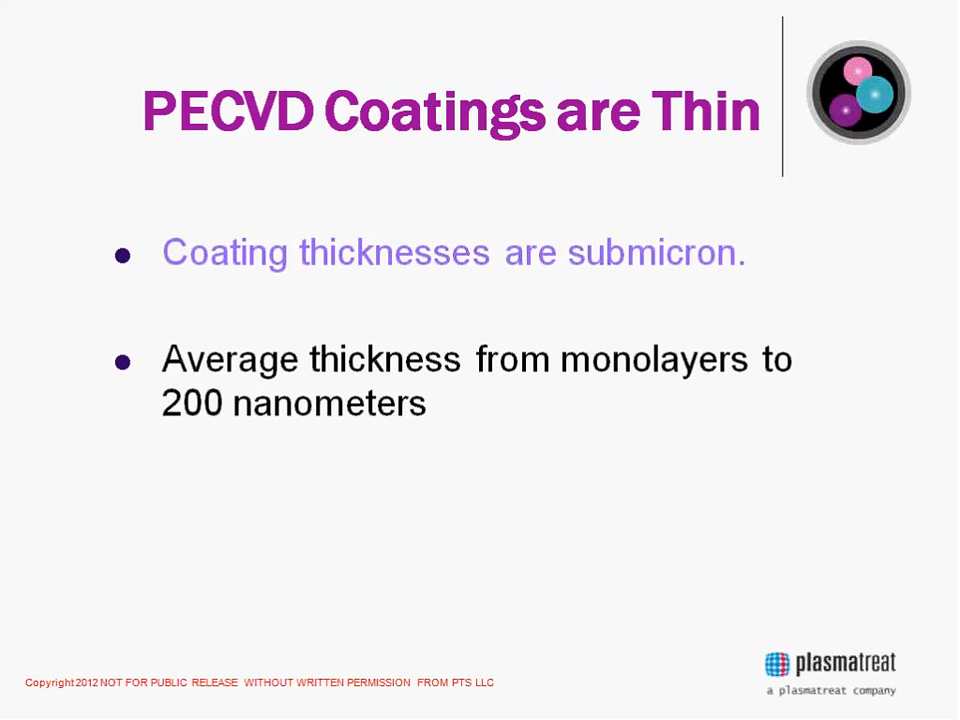 PECVD Coatings are Thin
Coating thicknesses are submicron.
Average thickness from monolayers to
200 nanometers
Copyright 2012 NOT FOR PUBLIC RELEASE WITHOUT WRITTEN PERMISSION FROM PTS LLC
plasmatreat
a plasmatreat company